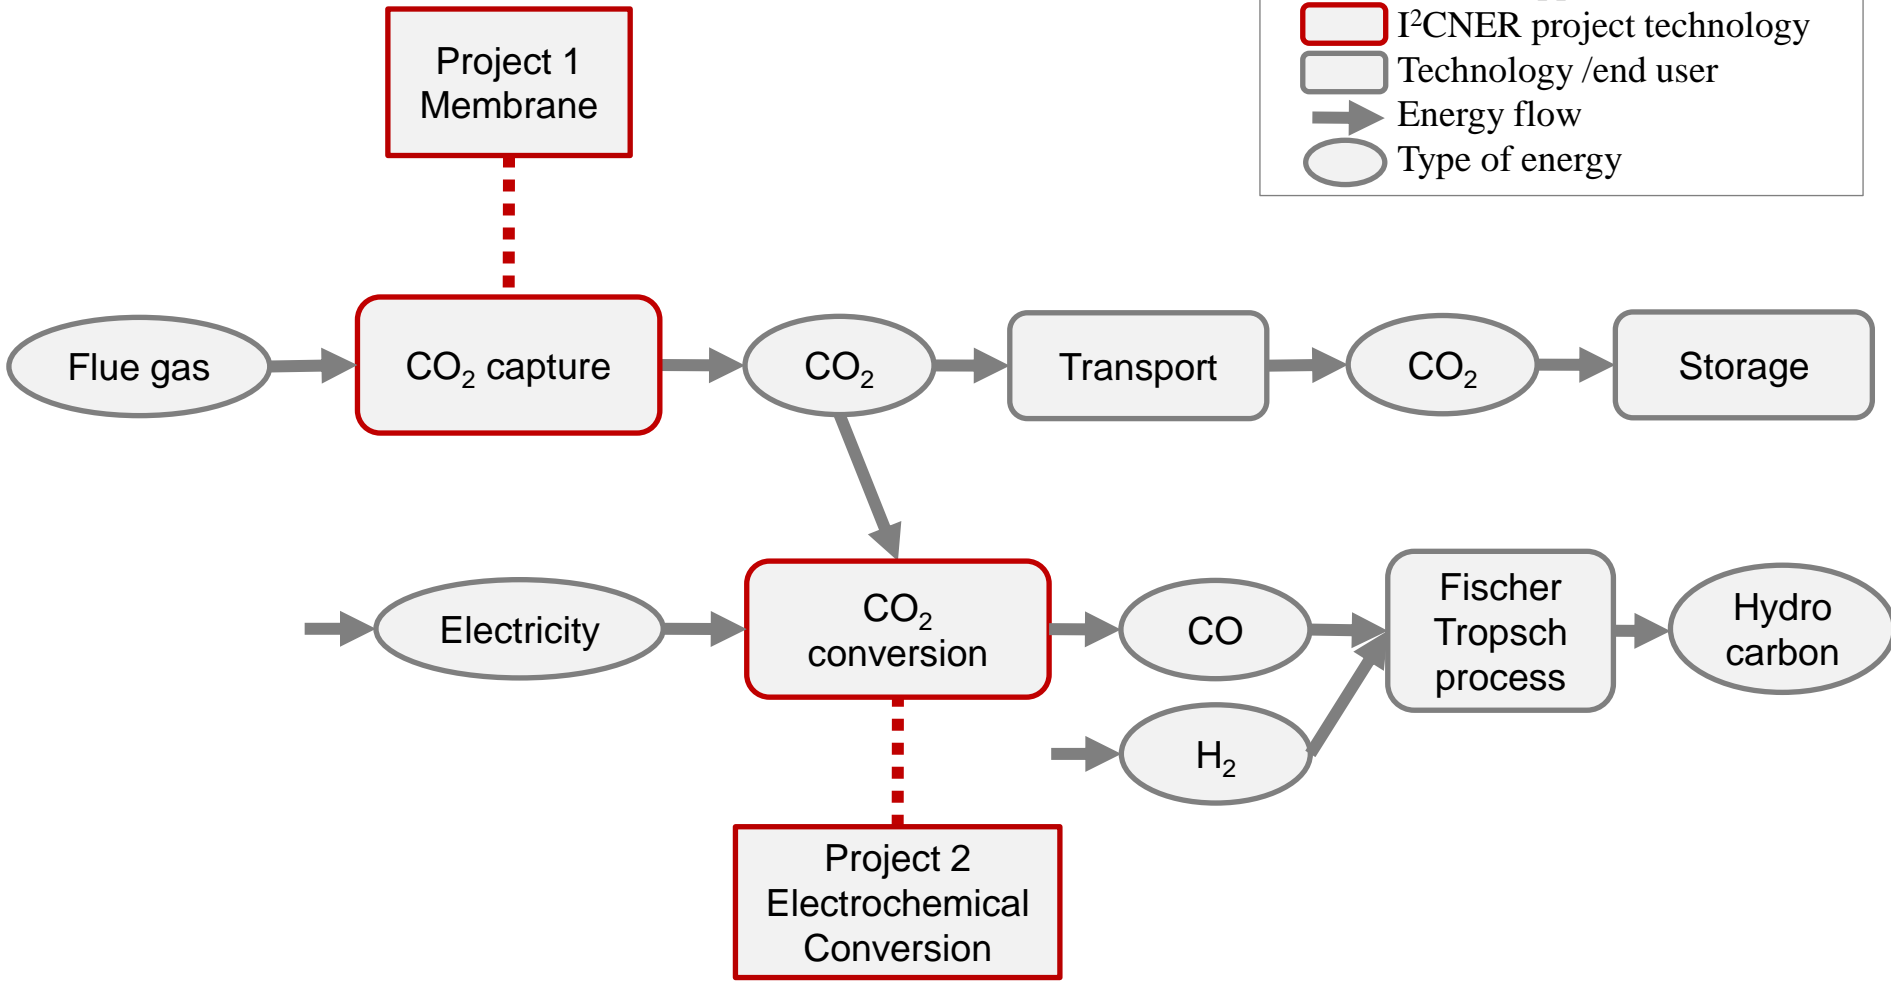 I²CNER project technology
Technology /end user
Energy flow
Type of energy
Project 1
Membrane
Flue gas
CO₂ capture
CO₂
Transport
CO₂
Storage
Electricity
CO₂
conversion
CO
Fischer
Tropsch
process
Hydro
carbon
H₂
Project 2
Electrochemical
Conversion